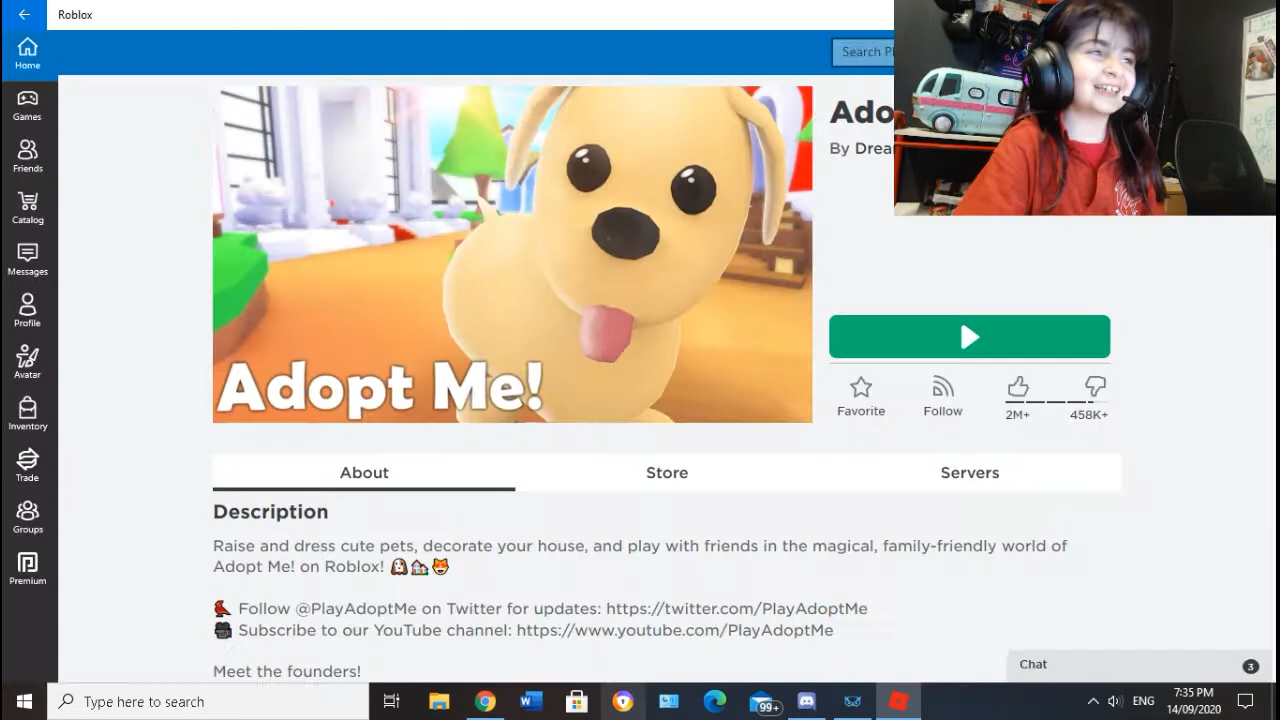 Roblox
Search
Home
Games
Friends
Catalog
Messages
Profile
Avatar
Inventory
Trade
Groups
Premium
Adopt Me!
Ado
By Drea
Favorite
Follow
2M+
458K+
About
Store
Servers
Description
Raise and dress cute pets, decorate your house, and play with friends in the magical, family-friendly world of
Adopt Me! on Roblox! 🐶🏡😻
Follow @PlayAdoptMe on Twitter for updates: https://twitter.com/PlayAdoptMe
🎥 Subscribe to our YouTube channel: https://www.youtube.com/PlayAdoptMe
Meet the founders!
Chat
3
Type here to search
99+
ENG
7:35 PM
14/09/2020